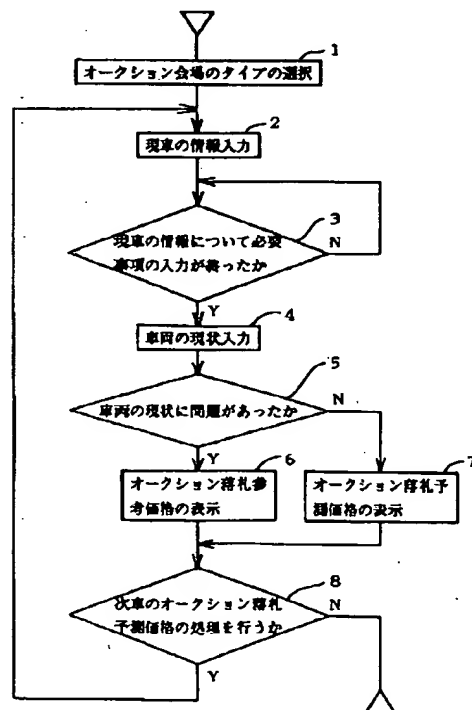 1
オークション会場のタイプの選択
2
現車の情報入力
3
現車の情報について必要
事項の入力が終ったか
N
Y
4
車両の現状入力
5
車両の現状に問題があったか
N
Y
6
オークション落札参
考価格の表示
7
オークション落札予
測価格の表示
8
次車のオークション落札
予測価格の処理を行うか
N
Y